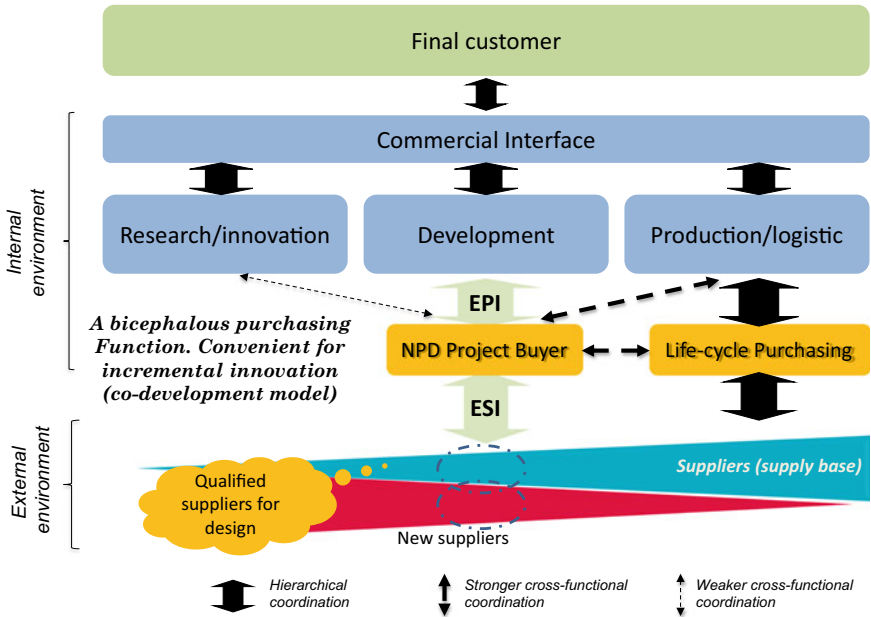 Final customer
Commercial Interface
Internal
environment
Research/innovation
Development
Production/logistic
EPI
A bicephalous purchasing
Function. Convenient for
incremental innovation
(co-development model)
NPD Project Buyer
Life-cycle Purchasing
ESI
External
environment
Suppliers (supply base)
Qualified
suppliers for
design
New suppliers
Hierarchical
coordination
Stronger cross-functional
coordination
Weaker cross-functional
coordination